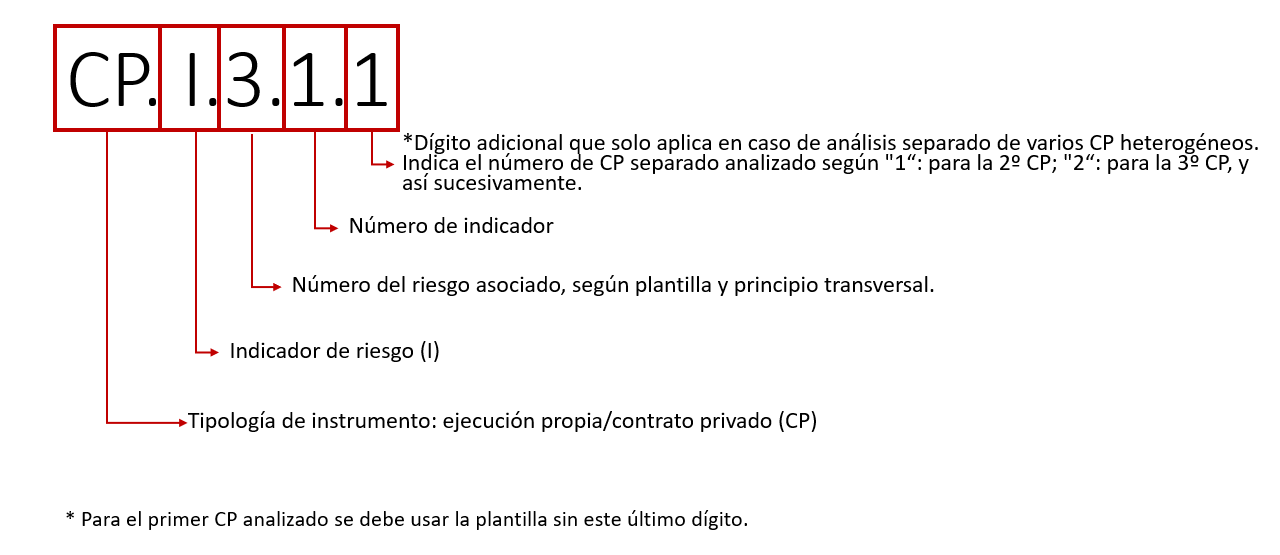 CP. I.3.1.1
*Dígito adicional que solo aplica en caso de análisis separado de varios CP heterogéneos.
Indica el número de CP separado analizado según "1“: para la 2º CP; "2“: para la 3º CP, y
así sucesivamente.
Número de indicador
Número del riesgo asociado, según plantilla y principio transversal.
Indicador de riesgo (I)
Tipología de instrumento: ejecución propia/contrato privado (CP)
* Para el primer CP analizado se debe usar la plantilla sin este último dígito.